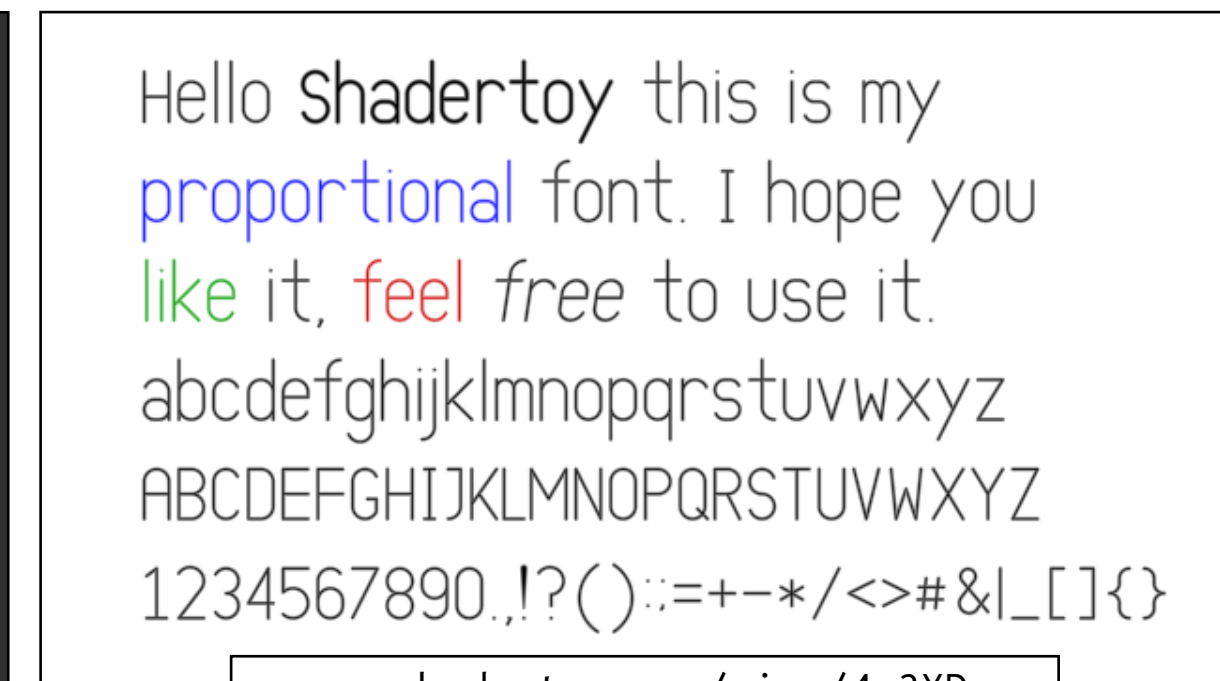 Hello Shadertoy this is my
proportional font. I hope you
like it, feel free to use it.
abcdefghijklmnopqrstuvwxyz
ABCDEFGHIJKLMNOPQRSTUVWXYZ
1234567890.,!?():;=+-*/<>#&|_[]{}